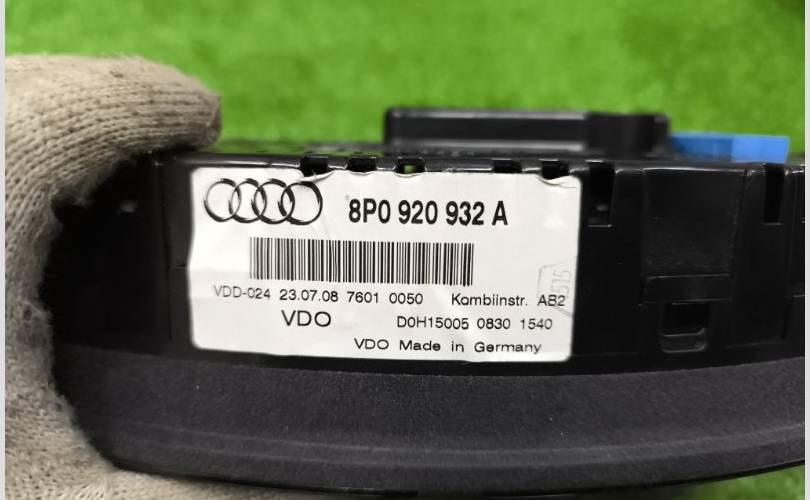 8P0 920 932 A
VDD-024 23.07.08 7601 0050 Kombiinstr. AB2
VDO D0H15005 0830 1540
VDO Made in Germany
515